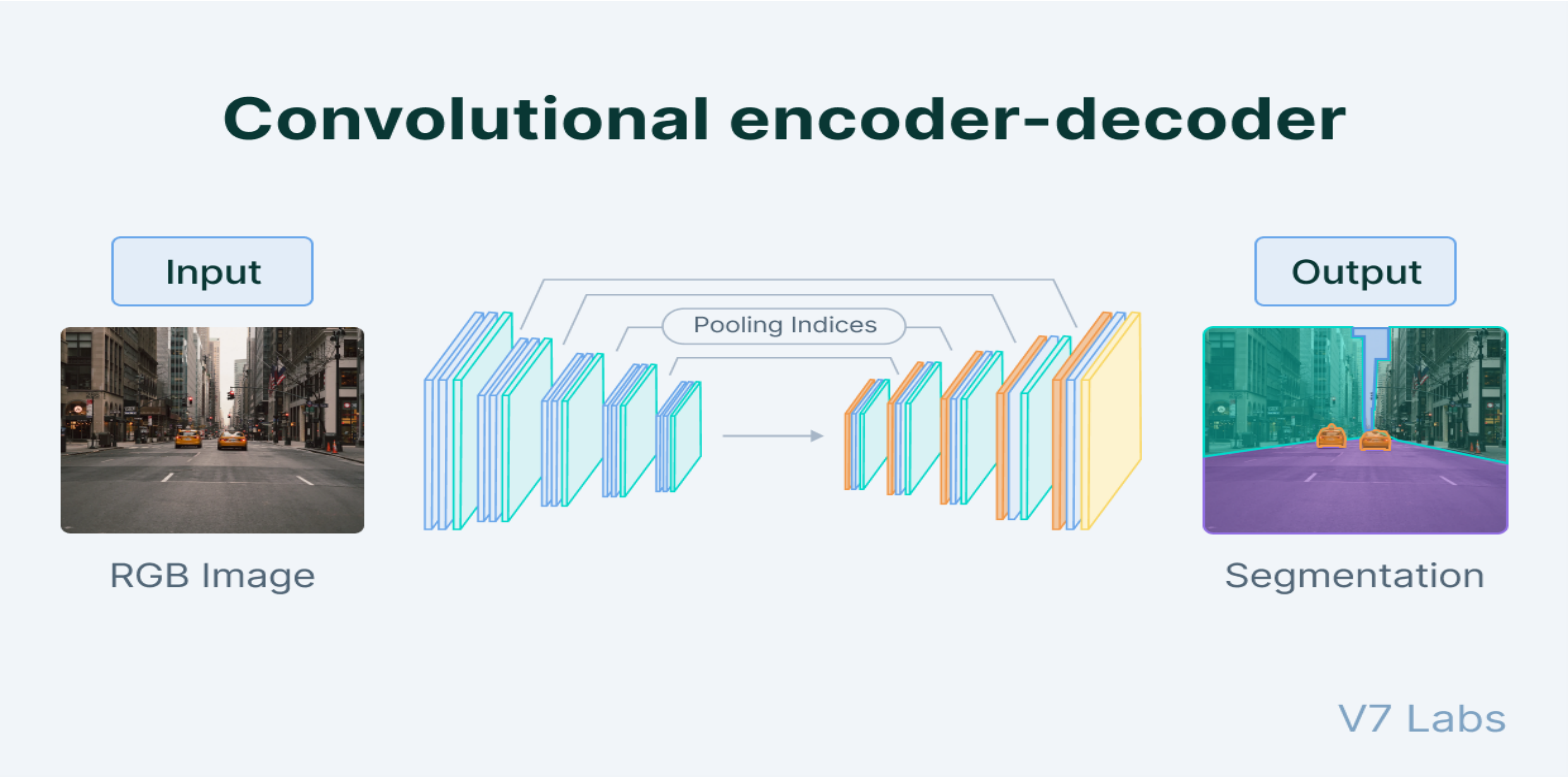 Convolutional encoder-decoder
Input
Output
Pooling Indices
RGB Image
Segmentation
V7 Labs